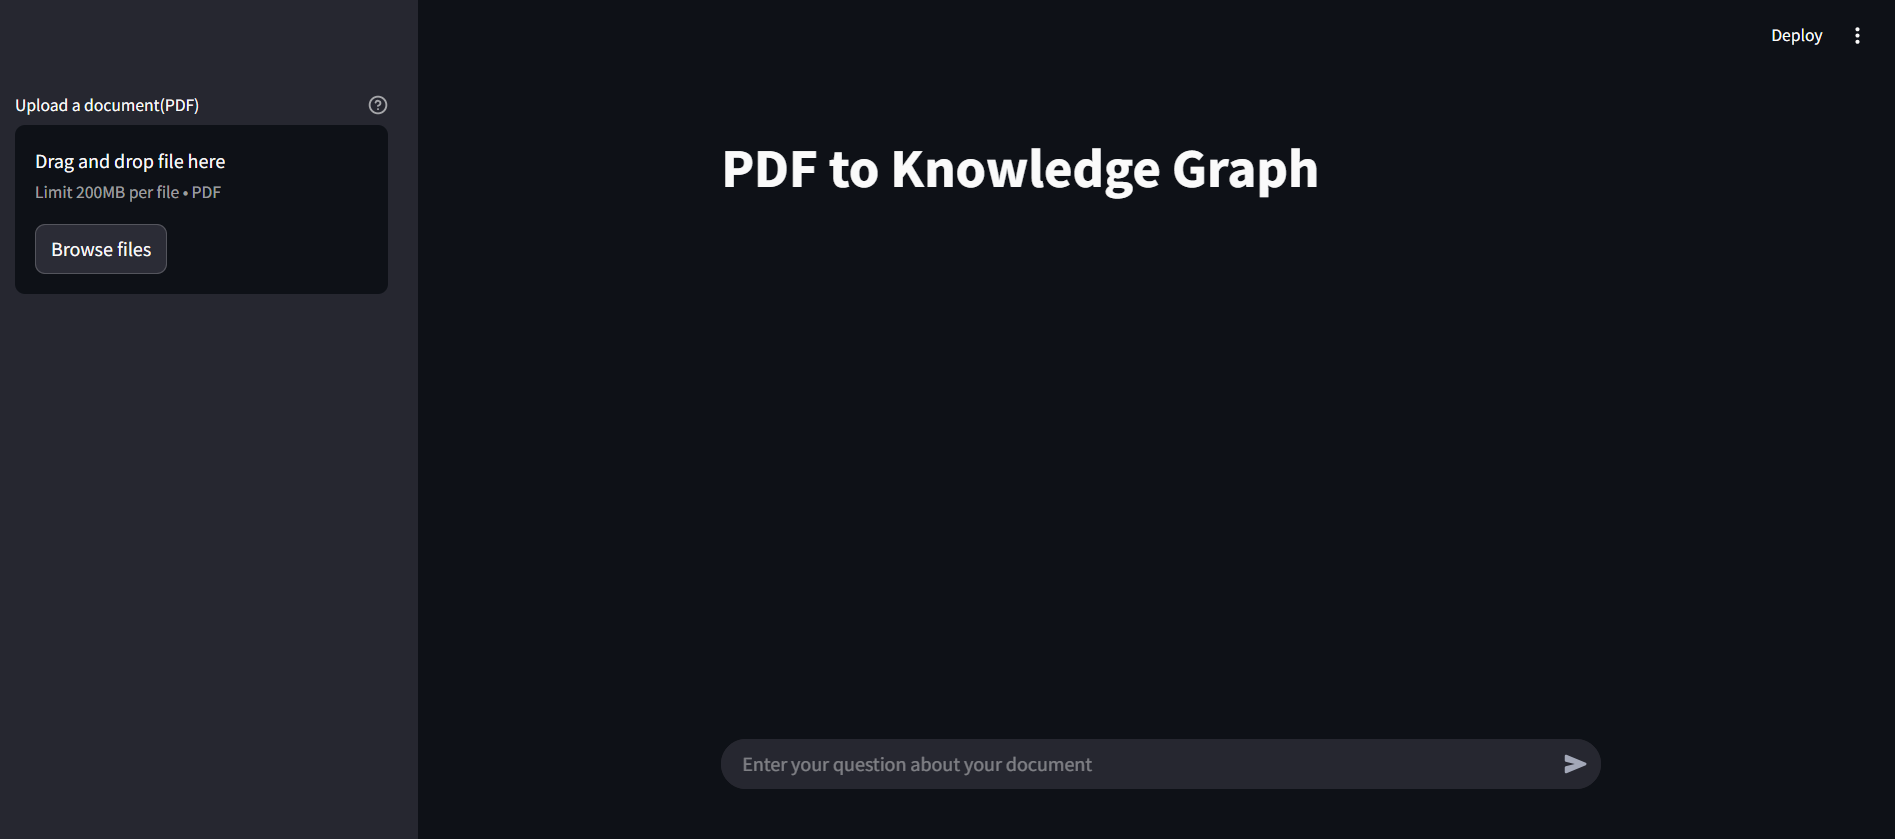 Deploy
Upload a document(PDF)
Drag and drop file here
Limit 200MB per file • PDF
Browse files
PDF to Knowledge Graph
Enter your question about your document